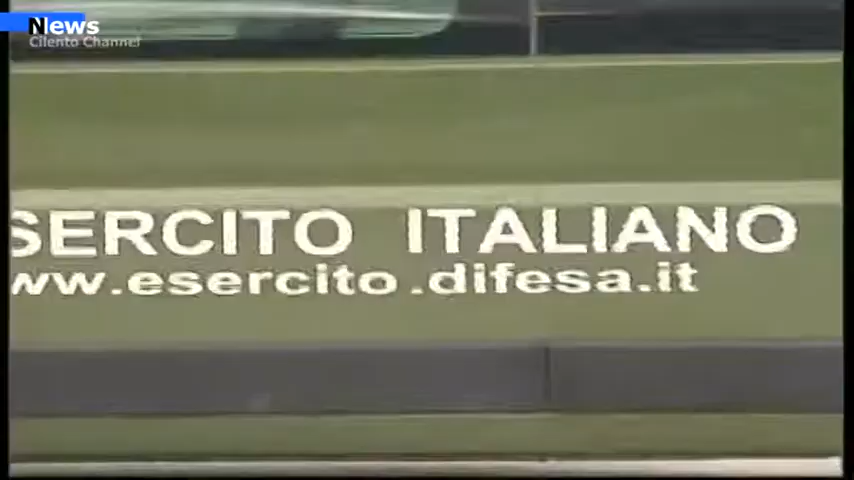 News
Cilento Channel
SERCITO ITALIANO
ww.esercito.difesa.it